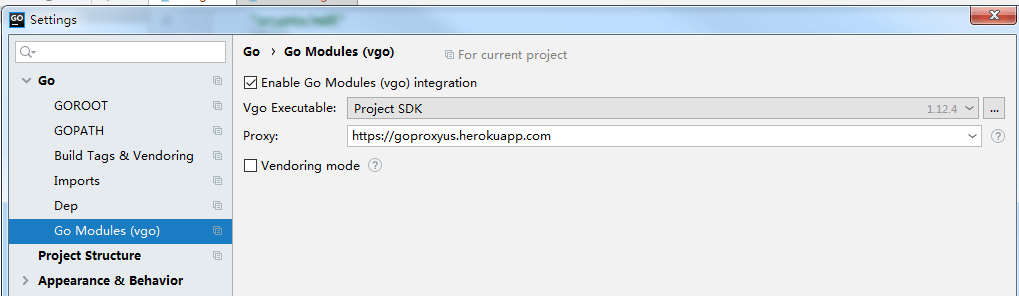 GO Settings
Go › Go Modules (vgo) For current project
Go
GOROOT
GOPATH
Build Tags & Vendoring
Imports
Dep
Go Modules (vgo)
Project Structure
Appearance & Behavior
Enable Go Modules (vgo) integration
Vgo Executable: Project SDK 1.12.4 ...
Proxy: https://goproxyus.herokuapp.com ?
Vendoring mode ?